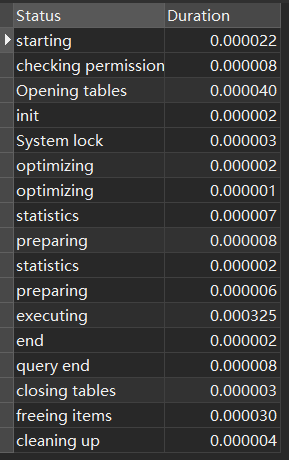 Status Duration
starting 0.000022
checking permission 0.000008
Opening tables 0.000040
init 0.000002
System lock 0.000003
optimizing 0.000002
optimizing 0.000001
statistics 0.000007
preparing 0.000008
statistics 0.000002
preparing 0.000006
executing 0.000325
end 0.000002
query end 0.000008
closing tables 0.000003
freeing items 0.000030
cleaning up 0.000004